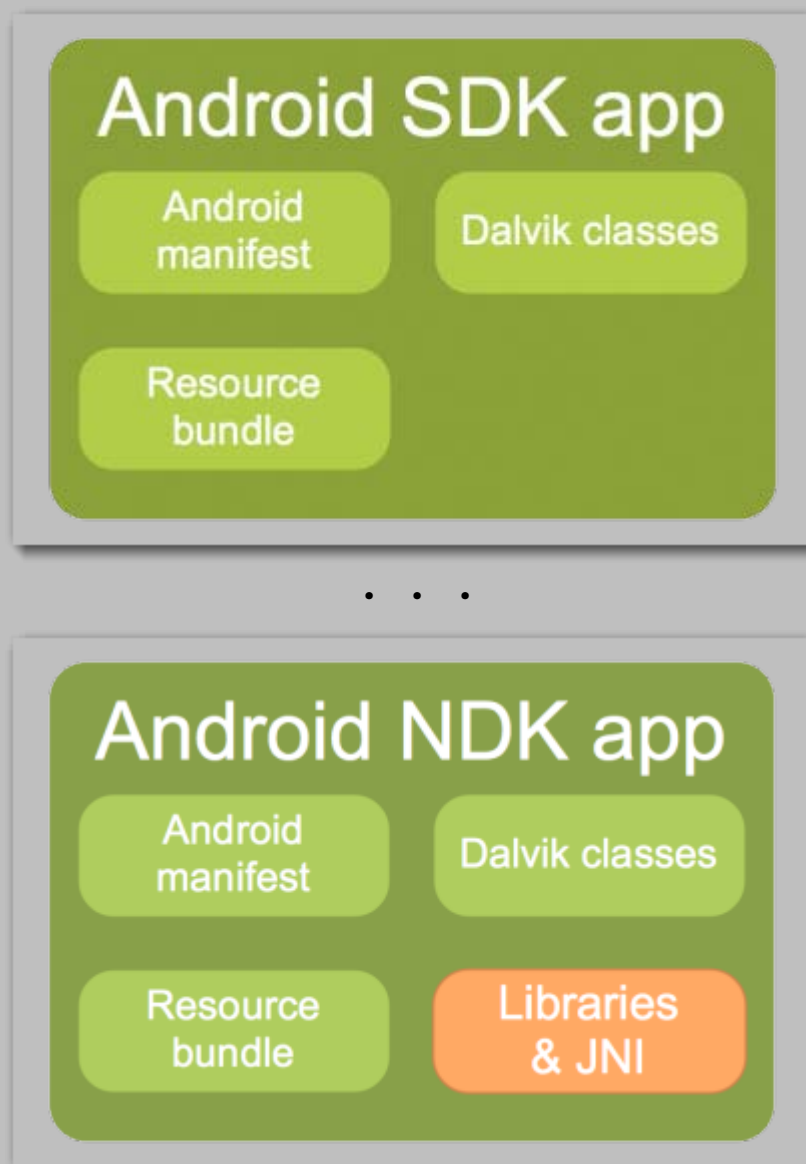 Android SDK app
Android
manifest
Dalvik classes
Resource
bundle
. . .
Android NDK app
Android
manifest
Dalvik classes
Resource
bundle
Libraries
& JNI